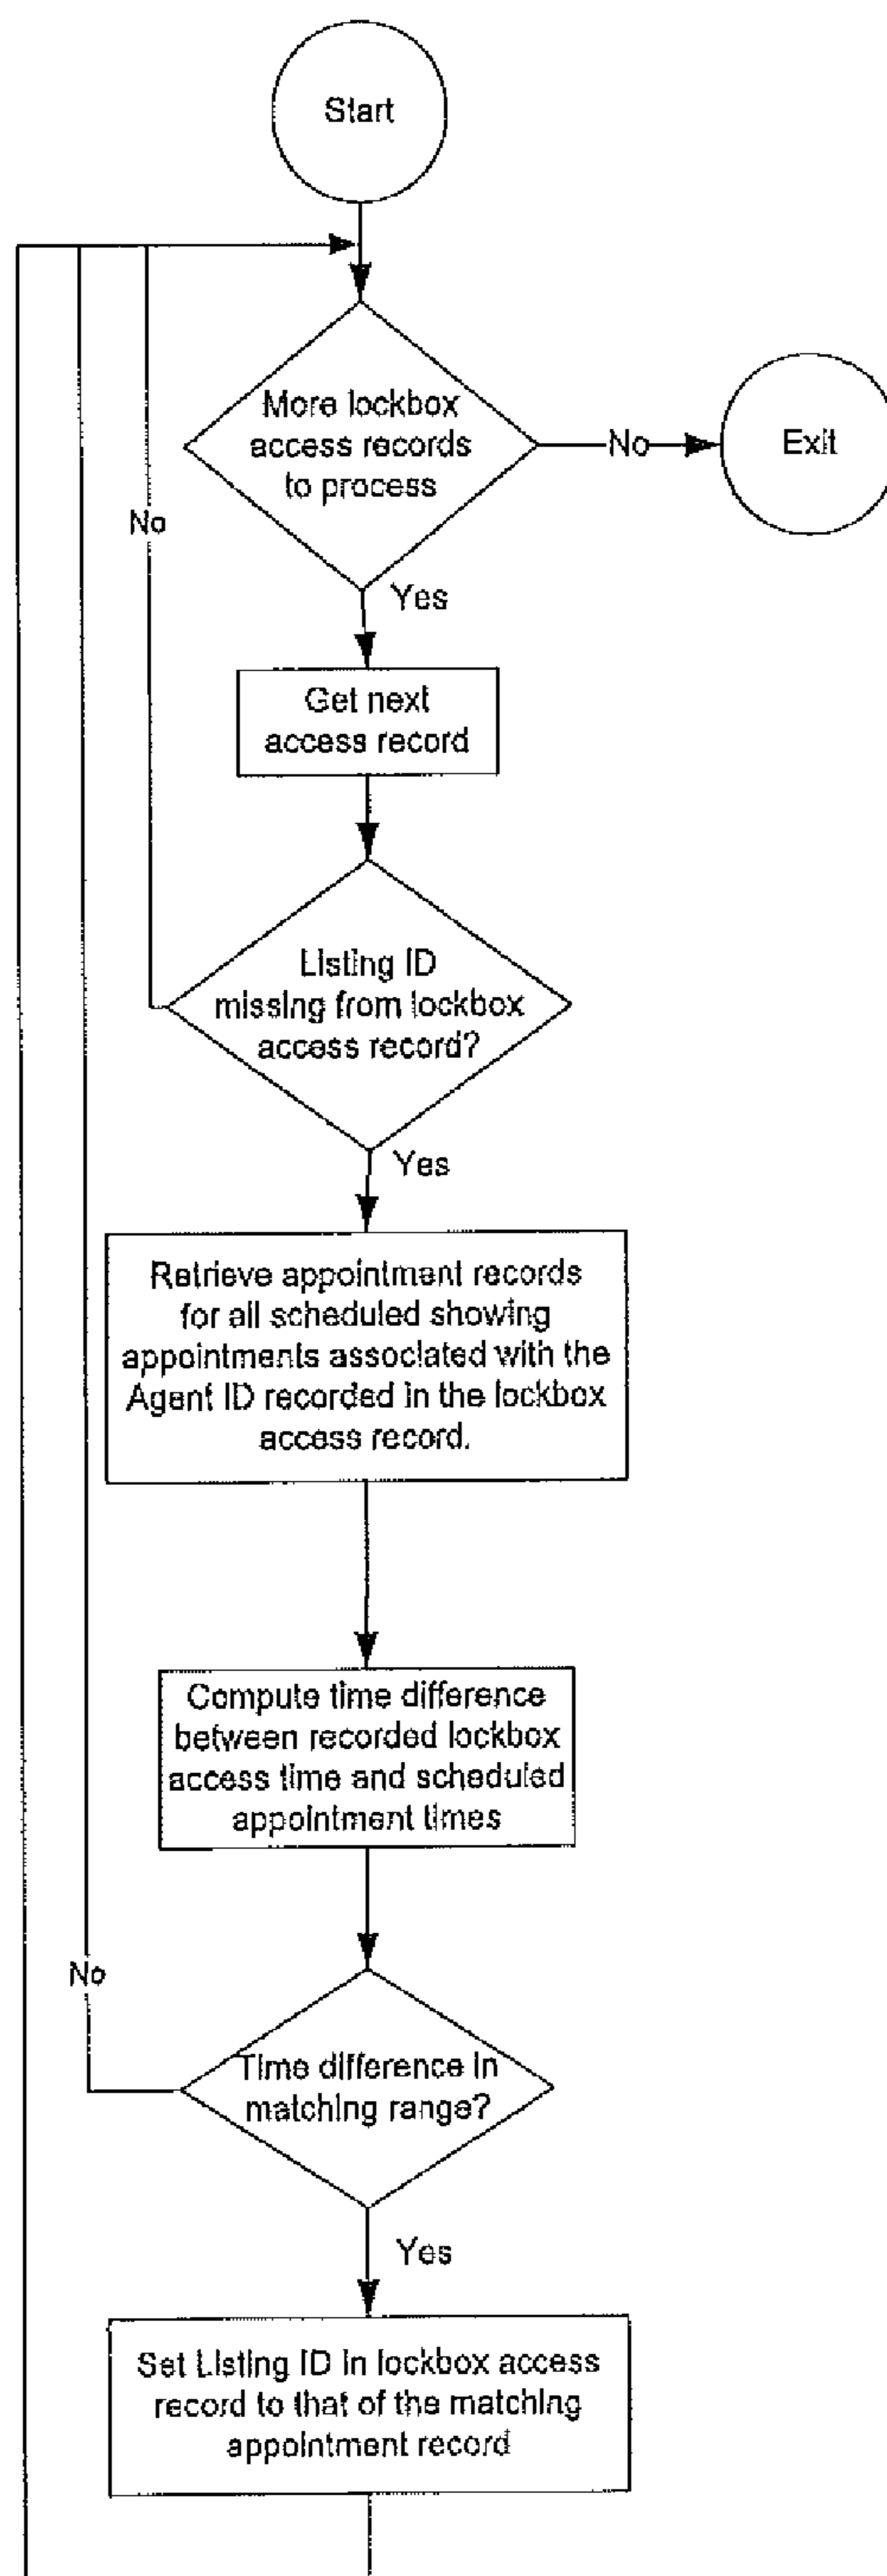 Start
More lockbox
access records
to process
No
Exit
No
Yes
Get next
access record
Listing ID
missing from lockbox
access record?
Yes
Retrieve appointment records
for all scheduled showing
appointments associated with the
Agent ID recorded in the lockbox
access record.
Compute time difference
between recorded lockbox
access time and scheduled
appointment times
No
Time difference in
matching range?
Yes
Set Listing ID in lockbox access
record to that of the matching
appointment record